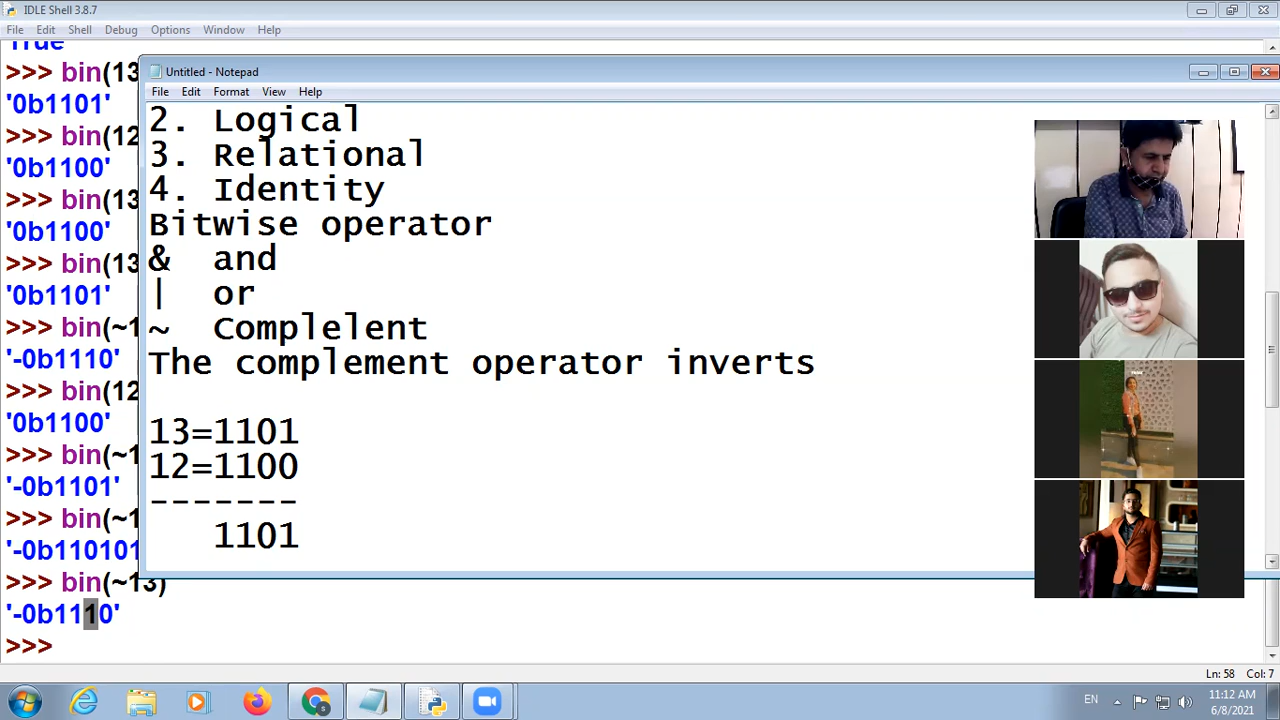 IDLE Shell 3.8.7
File Edit Shell Debug Options Window Help
True
>>> bin(13
'0b1101'
>>> bin(12
'0b1100'
>>> bin(13
'0b1100'
>>> bin(13
'0b1101'
>>> bin(~1
'-0b1110'
>>> bin(12
'0b1100'
>>> bin(~1
'-0b1101'
>>> bin(~1
'-0b110101
>>> bin(~13)
'-0b1110'
>>>
Untitled - Notepad
File Edit Format View Help
2. Logical
3. Relational
4. Identity
Bitwise operator
& and
| or
~ Complelent
The complement operator inverts
13=1101
12=1100
-------
1101
Ln: 58 Col: 7
EN
11:12 AM
6/8/2021